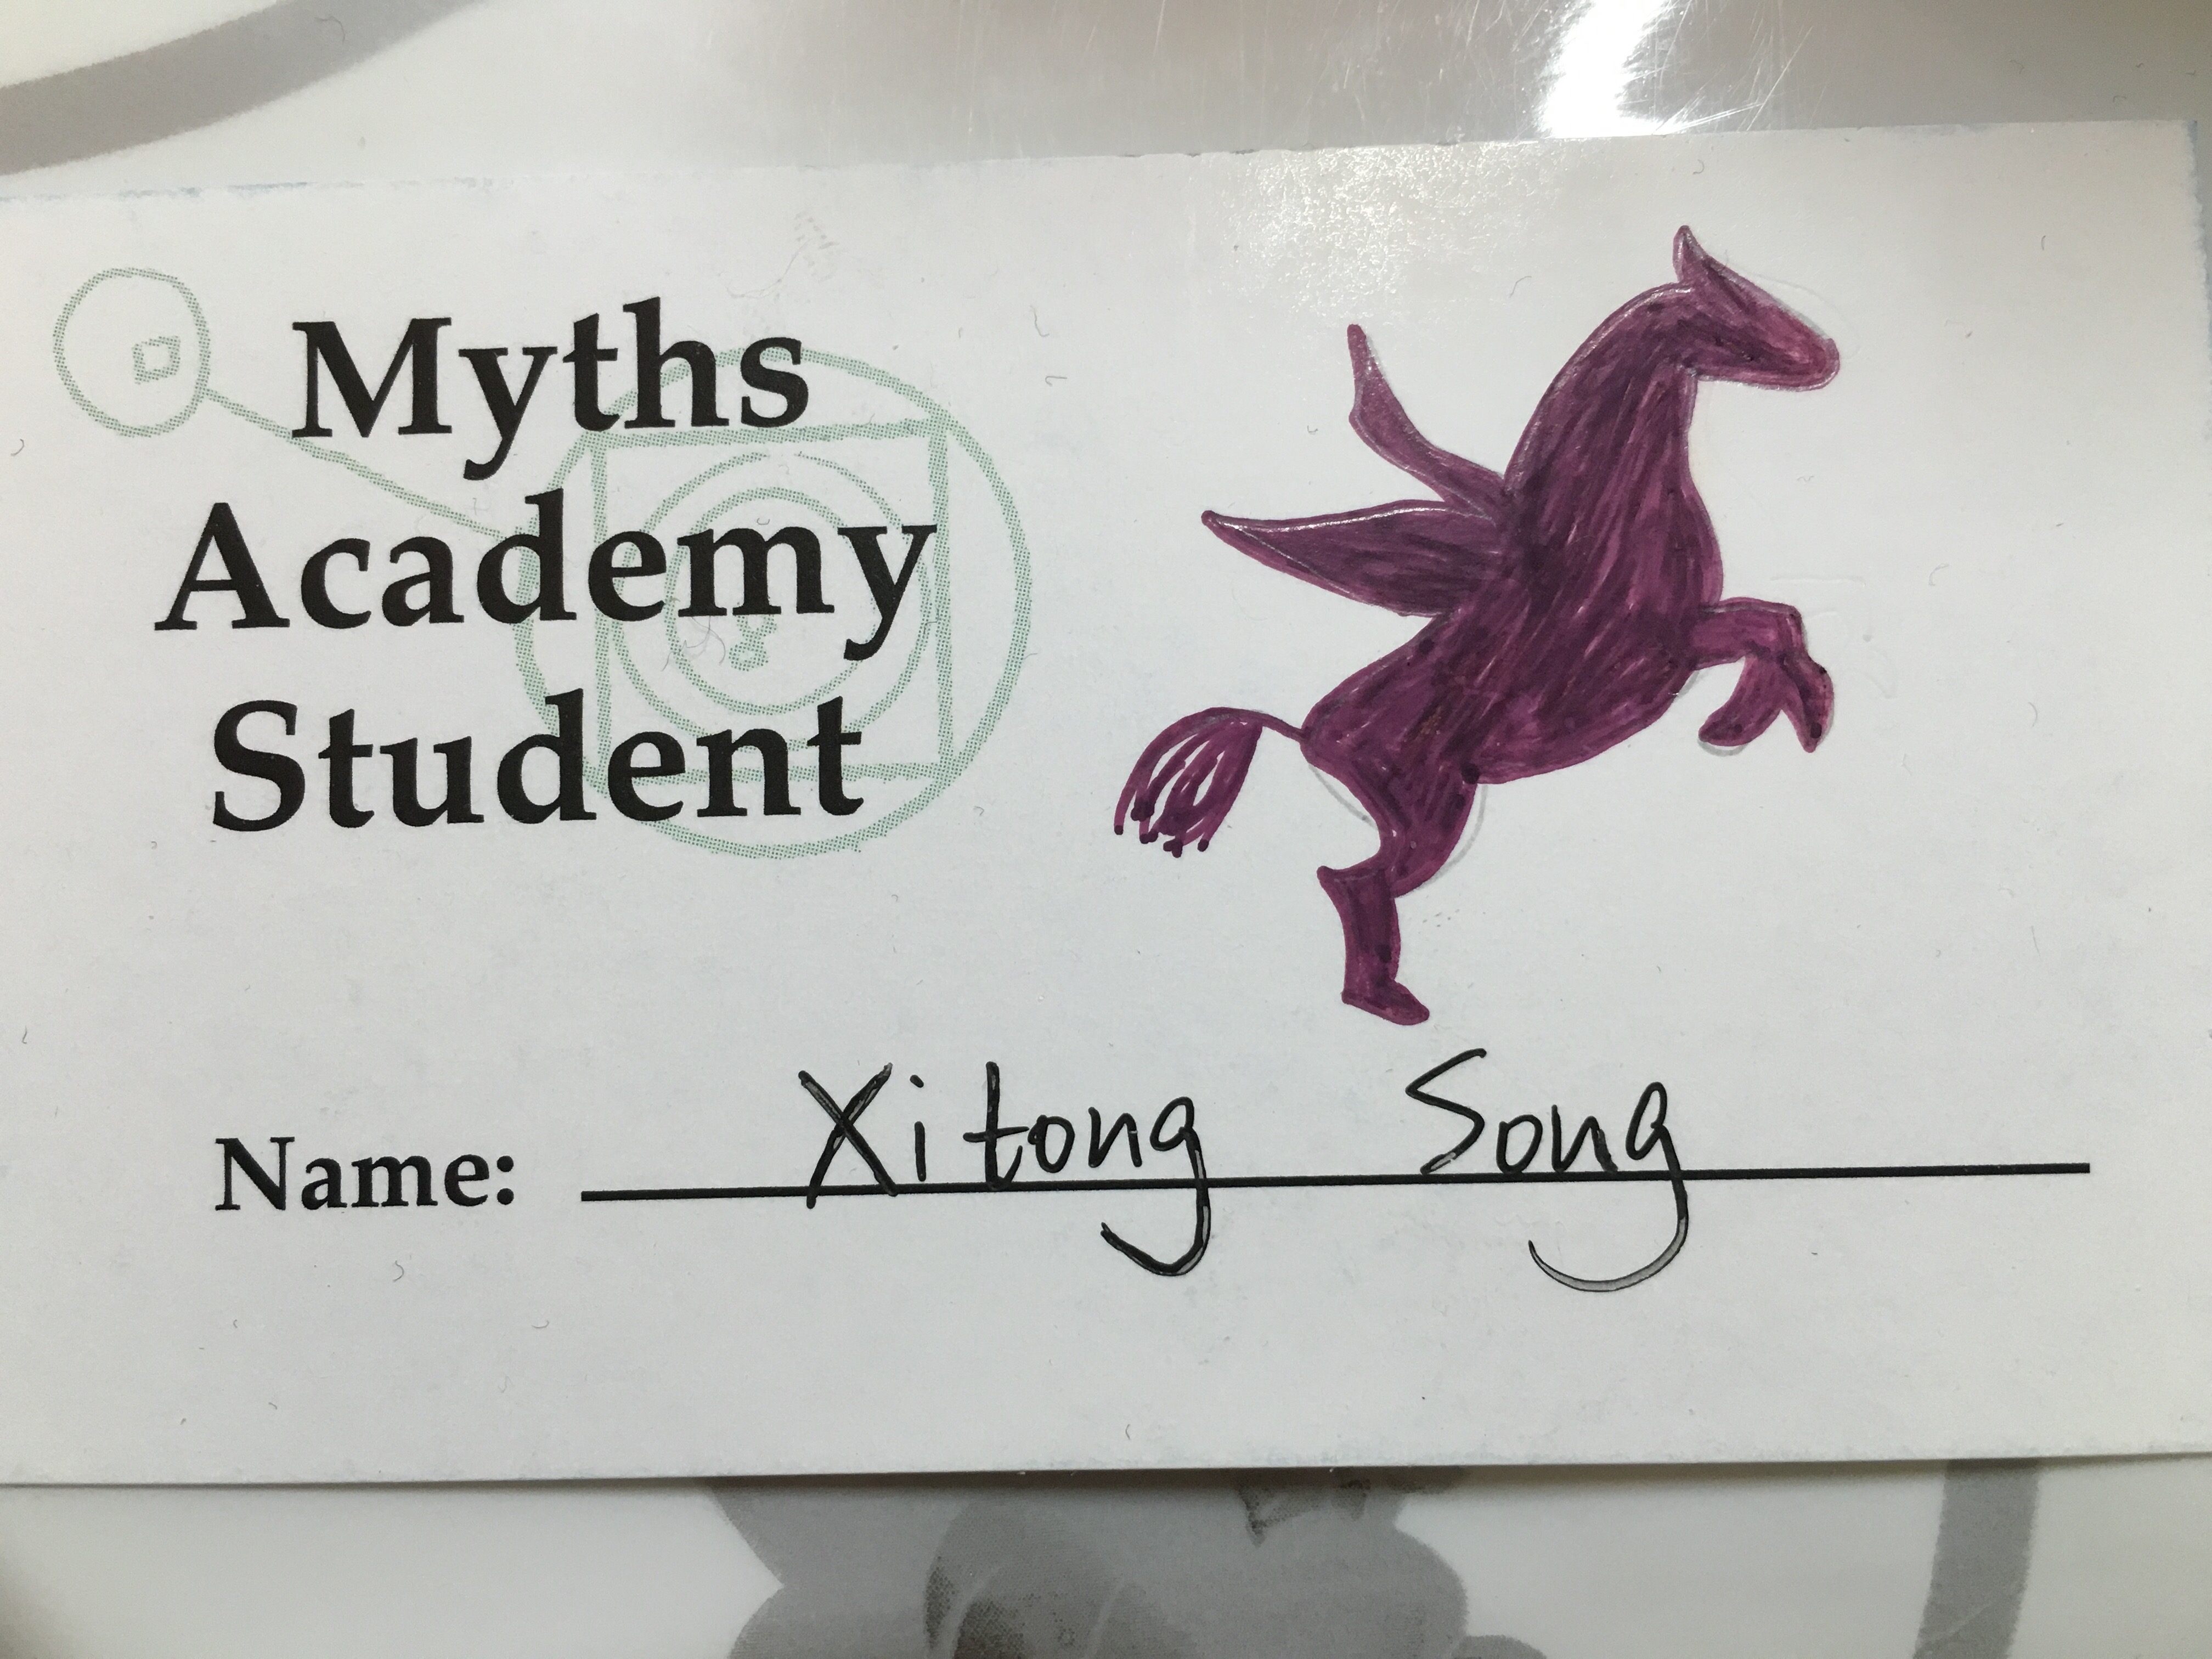 Myths
Academy
Student
Name: Xitong Song